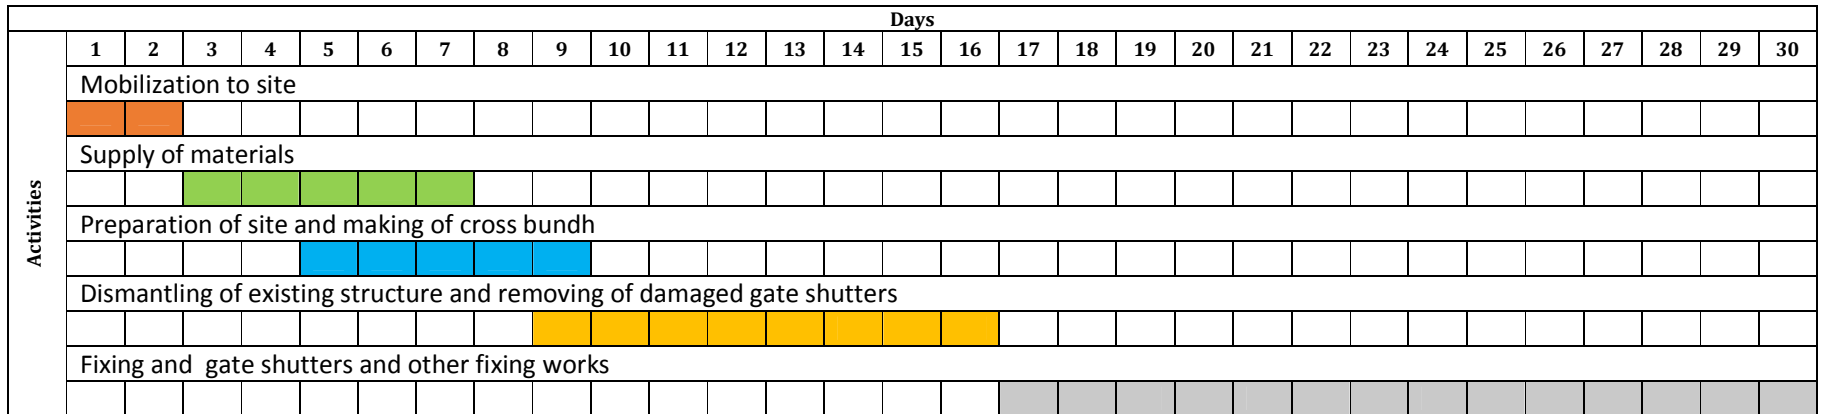 Days
1 2 3 4 5 6 7 8 9 10 11 12 13 14 15 16 17 18 19 20 21 22 23 24 25 26 27 28 29 30
Activities
Mobilization to site
Supply of materials
Preparation of site and making of cross bundh
Dismantling of existing structure and removing of damaged gate shutters
Fixing and  gate shutters and other fixing works